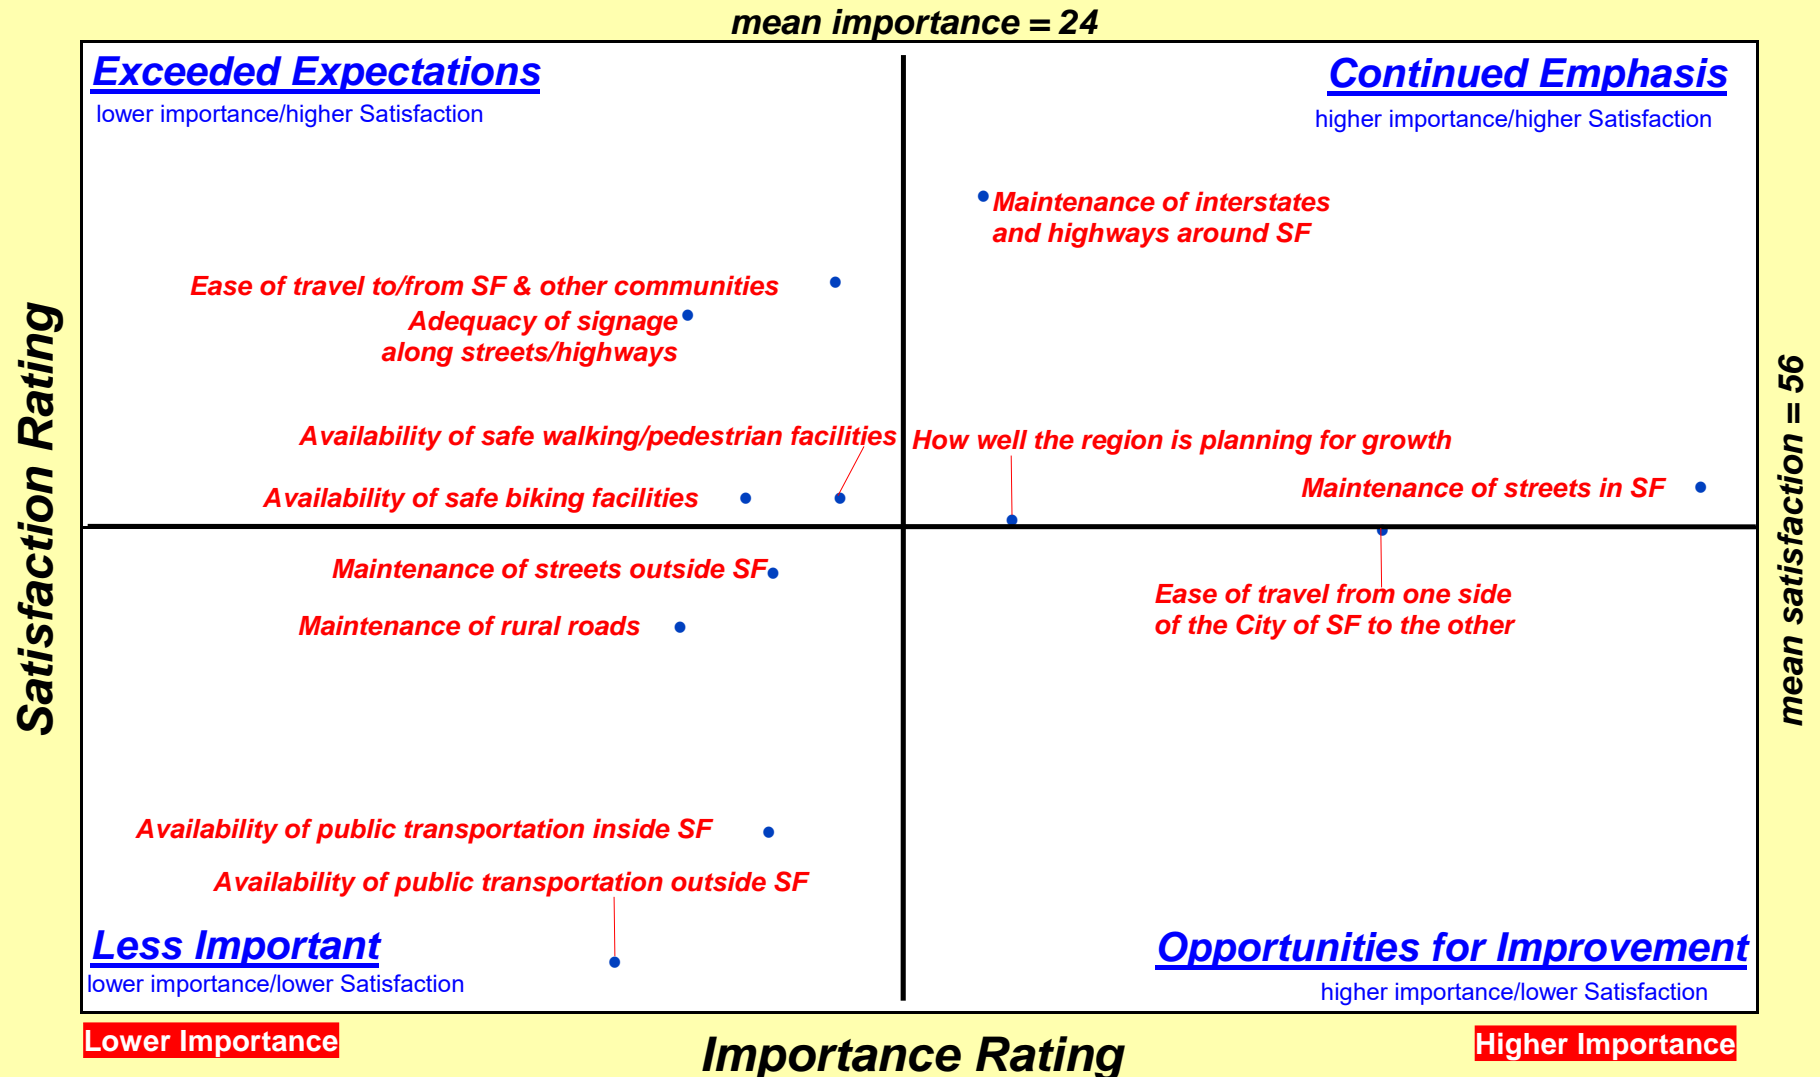 mean importance = 24
Exceeded Expectations
lower importance/higher Satisfaction
Continued Emphasis
higher importance/higher Satisfaction
Maintenance of interstates
and highways around SF
Ease of travel to/from SF & other communities
Adequacy of signage
along streets/highways
Availability of safe walking/pedestrian facilities
How well the region is planning for growth
Availability of safe biking facilities
Maintenance of streets in SF
Satisfaction Rating
mean satisfaction = 56
Maintenance of streets outside SF
Maintenance of rural roads
Ease of travel from one side
of the City of SF to the other
Availability of public transportation inside SF
Availability of public transportation outside SF
Less Important
lower importance/lower Satisfaction
Opportunities for Improvement
higher importance/lower Satisfaction
Lower Importance
Importance Rating
Higher Importance